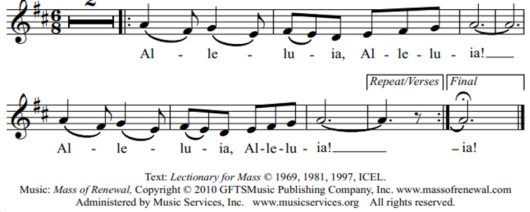 2
6
8
Al - le - lu - ia, Al - le - lu - ia!
Repeat/Verses Final
Al - le - lu - ia, Al-le-lu - ia! –ia!
Text: Lectionary for Mass © 1969, 1981, 1997, ICEL.
Music: Mass of Renewal, Copyright © 2010 GFTSMusic Publishing Company, Inc. www.massofrenewal.com
Administered by Music Services, Inc. www.musicservices.org All rights reserved.